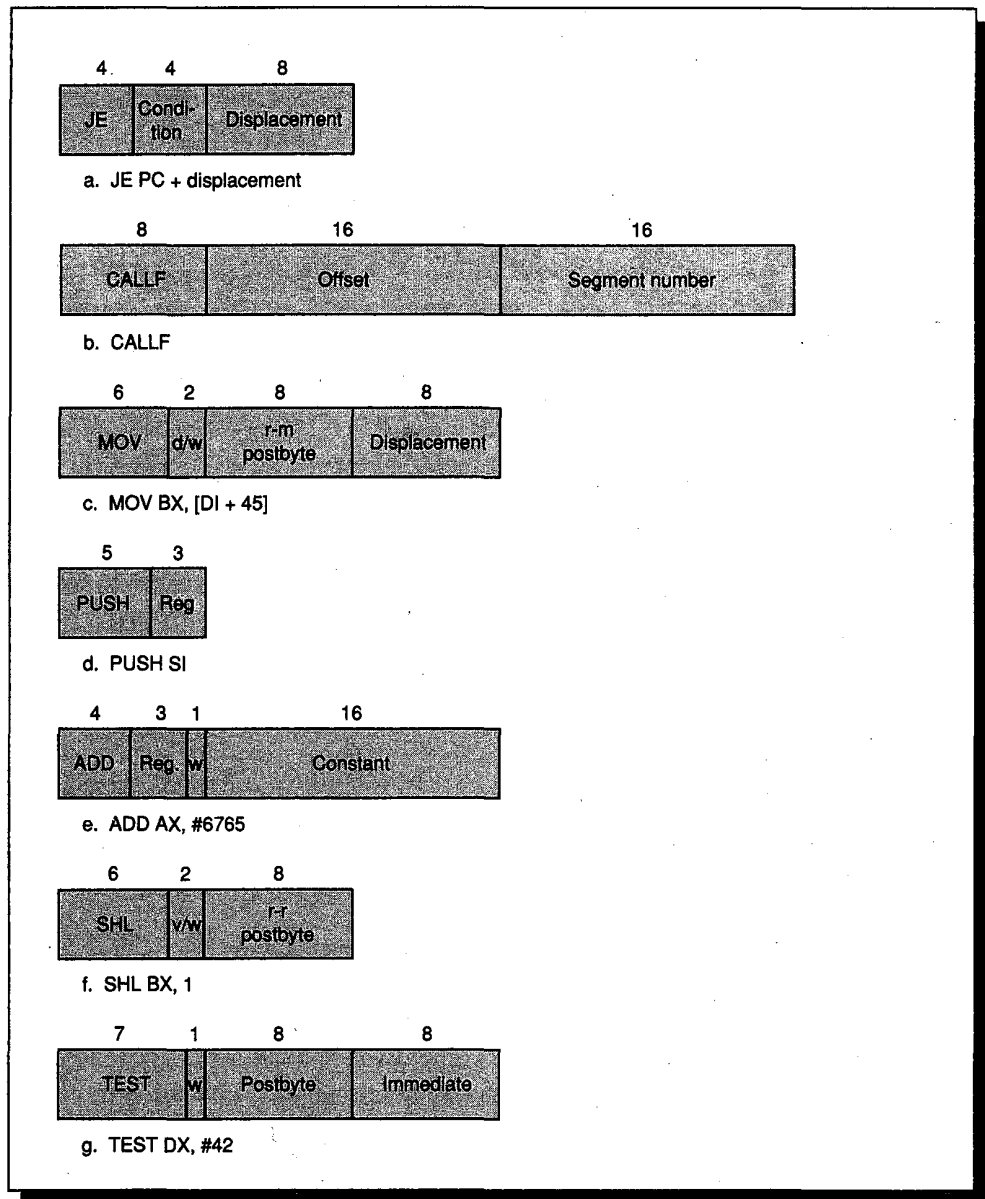 4 4 8
JE Condi-tion Displacement
a. JE PC + displacement
8 16 16
CALLF Offset Segment number
b. CALLF
6 2 8 8
MOV d/w r-m postbyte Displacement
c. MOV BX, [DI + 45]
5 3
PUSH Reg
d. PUSH SI
4 3 1 16
ADD Reg. w Constant
e. ADD AX, #6765
6 2 8
SHL v/w r-r postbyte
f. SHL BX, 1
7 1 8 8
TEST w Postbyte Immediate
g. TEST DX, #42